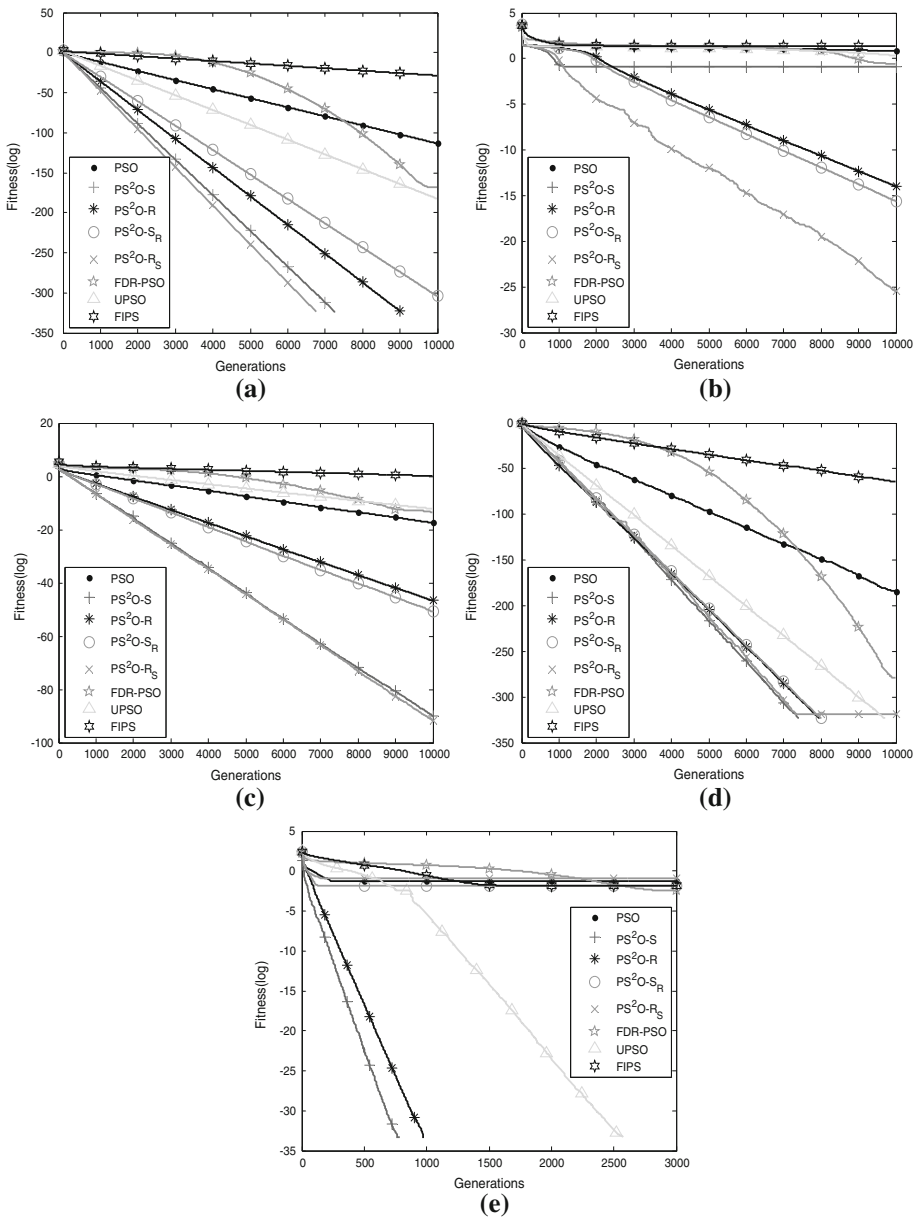 50
0
-50
-100
-150
-200
-250
-300
-350
Fitness(log)
PSO
PS²O-S
PS²O-R
PS²O-S_R
PS²O-R_S
FDR-PSO
UPSO
FIPS
0 1000 2000 3000 4000 5000 6000 7000 8000 9000 10000
Generations
(a)
5
0
-5
-10
-15
-20
-25
-30
Fitness(log)
PSO
PS²O-S
PS²O-R
PS²O-S_R
PS²O-R_S
FDR-PSO
UPSO
FIPS
0 1000 2000 3000 4000 5000 6000 7000 8000 9000 10000
Generations
(b)
20
0
-20
-40
-60
-80
-100
Fitness(log)
PSO
PS²O-S
PS²O-R
PS²O-S_R
PS²O-R_S
FDR-PSO
UPSO
FIPS
0 1000 2000 3000 4000 5000 6000 7000 8000 9000 10000
Generations
(c)
0
-50
-100
-150
-200
-250
-300
-350
Fitness(log)
PSO
PS²O-S
PS²O-R
PS²O-S_R
PS²O-R_S
FDR-PSO
UPSO
FIPS
0 1000 2000 3000 4000 5000 6000 7000 8000 9000 10000
Generations
(d)
5
0
-5
-10
-15
-20
-25
-30
-35
Fitness(log)
PSO
PS²O-S
PS²O-R
PS²O-S_R
PS²O-R_S
FDR-PSO
UPSO
FIPS
0 500 1000 1500 2000 2500 3000
Generations
(e)